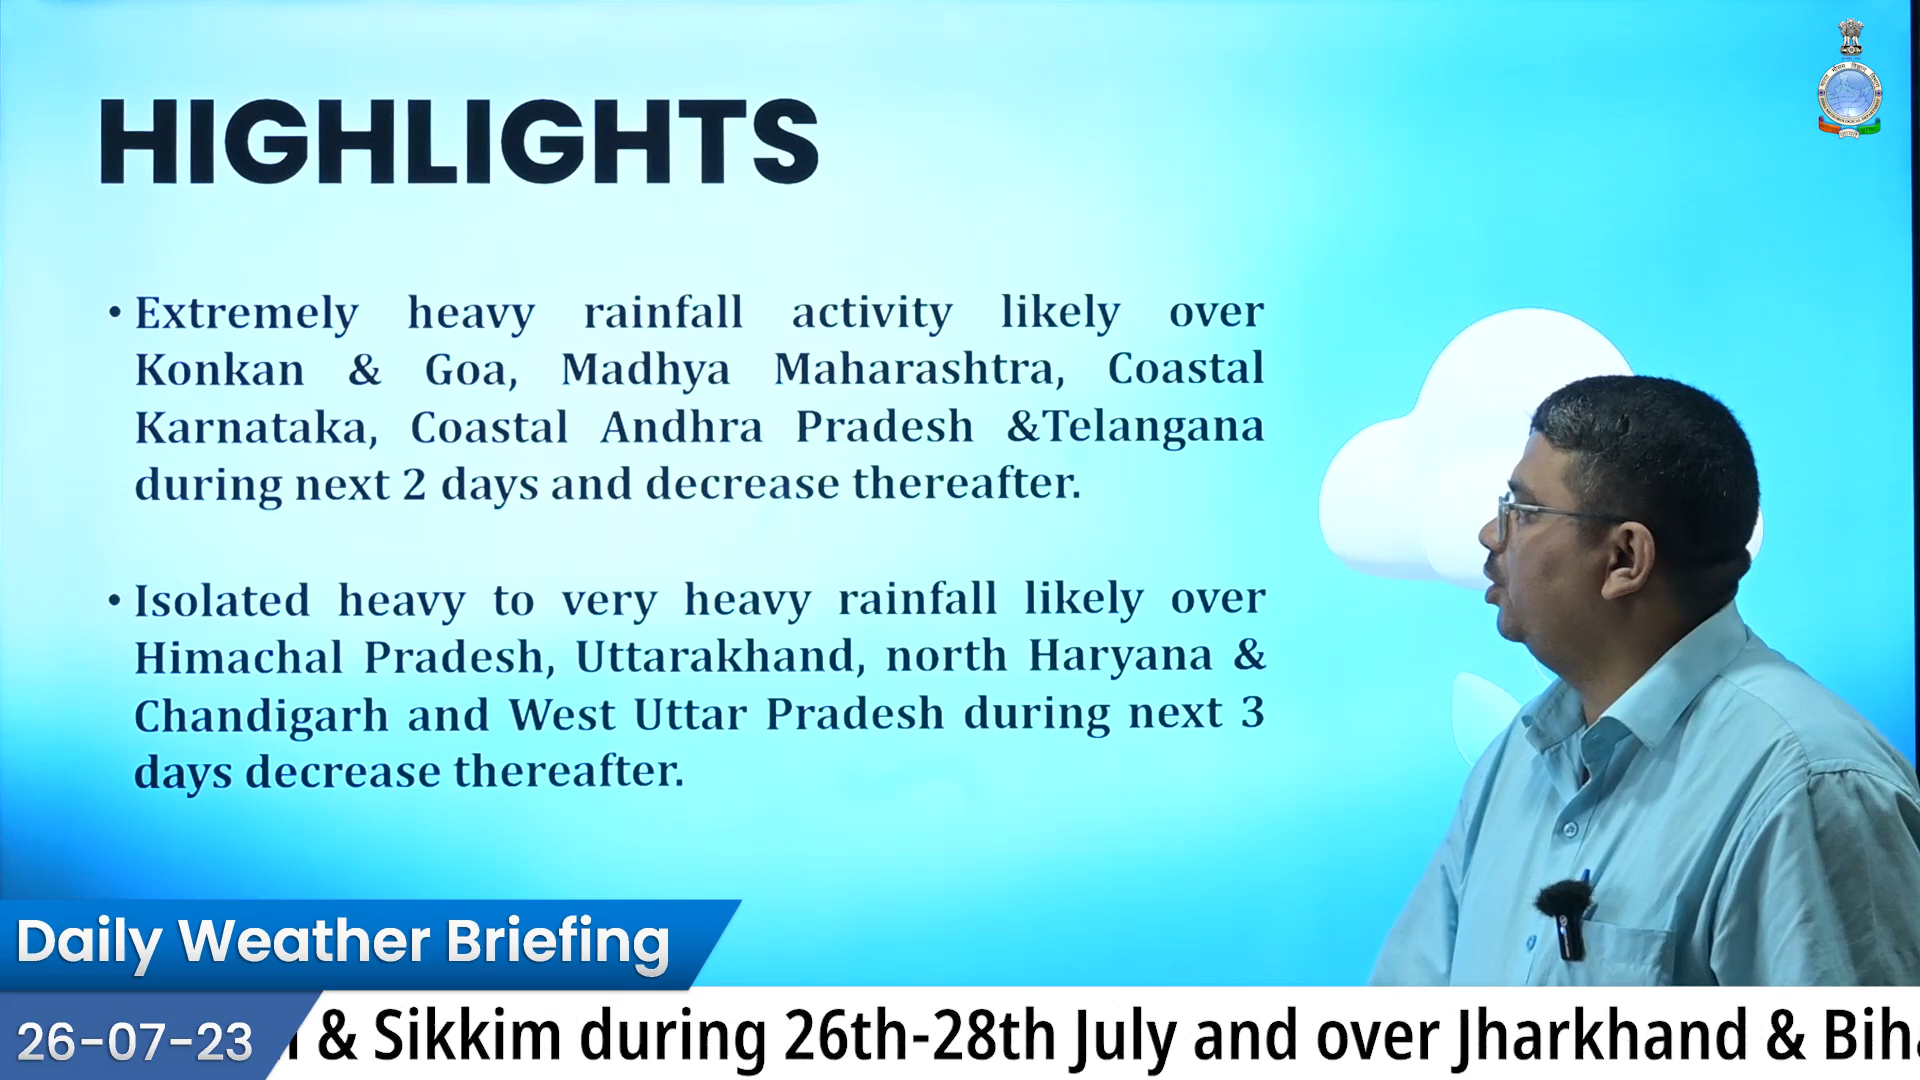 HIGHLIGHTS
• Extremely heavy rainfall activity likely over
Konkan & Goa, Madhya Maharashtra, Coastal
Karnataka, Coastal Andhra Pradesh &Telangana
during next 2 days and decrease thereafter.
• Isolated heavy to very heavy rainfall likely over
Himachal Pradesh, Uttarakhand, north Haryana &
Chandigarh and West Uttar Pradesh during next 3
days decrease thereafter.
Daily Weather Briefing
26-07-23
& Sikkim during 26th-28th July and over Jharkhand &